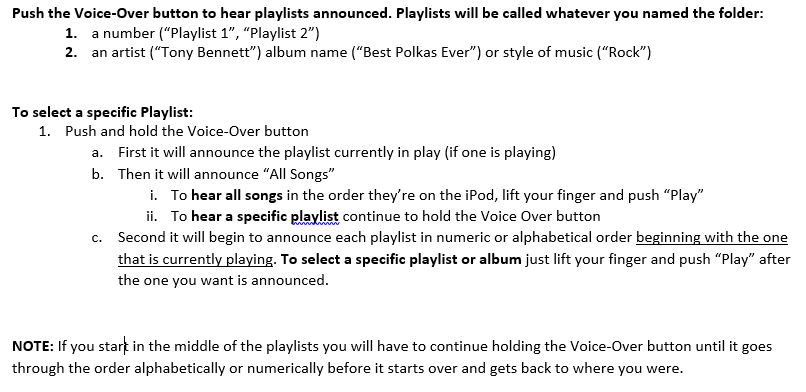 Push the Voice-Over button to hear playlists announced. Playlists will be called whatever you named the folder:
1. a number (“Playlist 1”, “Playlist 2”)
2. an artist (“Tony Bennett”) album name (“Best Polkas Ever”) or style of music (“Rock”)
To select a specific Playlist:
1. Push and hold the Voice-Over button
a. First it will announce the playlist currently in play (if one is playing)
b. Then it will announce “All Songs”
i. To hear all songs in the order they’re on the iPod, lift your finger and push “Play”
ii. To hear a specific playlist continue to hold the Voice Over button
c. Second it will begin to announce each playlist in numeric or alphabetical order beginning with the one
that is currently playing. To select a specific playlist or album just lift your finger and push “Play” after
the one you want is announced.
NOTE: If you start in the middle of the playlists you will have to continue holding the Voice-Over button until it goes
through the order alphabetically or numerically before it starts over and gets back to where you were.